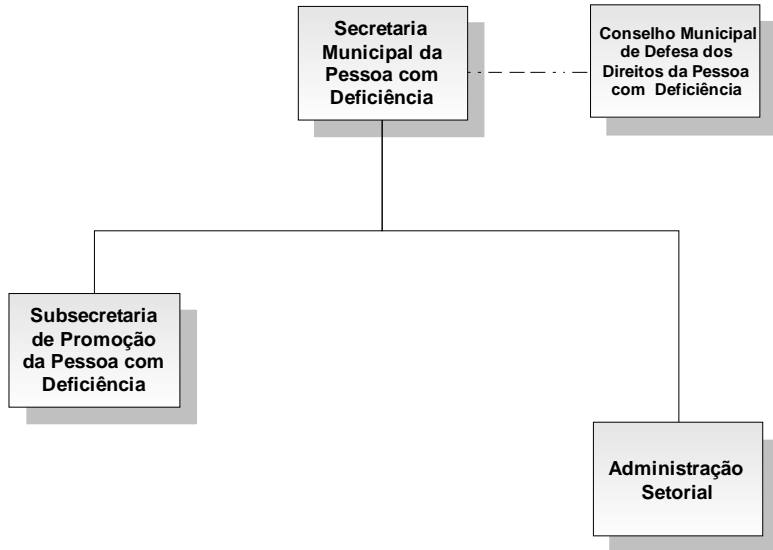 Secretaria
Municipal da
Pessoa com
Deficiência
Conselho Municipal
de Defesa dos
Direitos da Pessoa
com Deficiência
Subsecretaria
de Promoção
da Pessoa com
Deficiência
Administração
Setorial